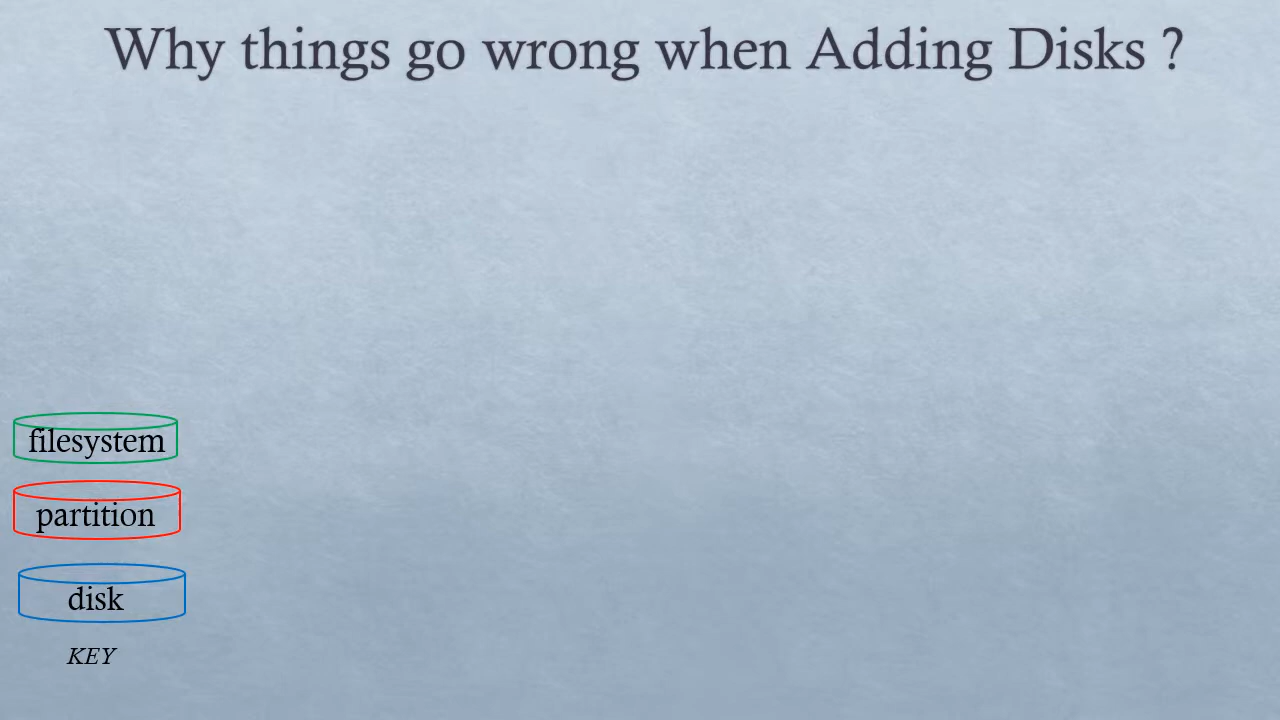 Why things go wrong when Adding Disks ?
filesystem
partition
disk
KEY